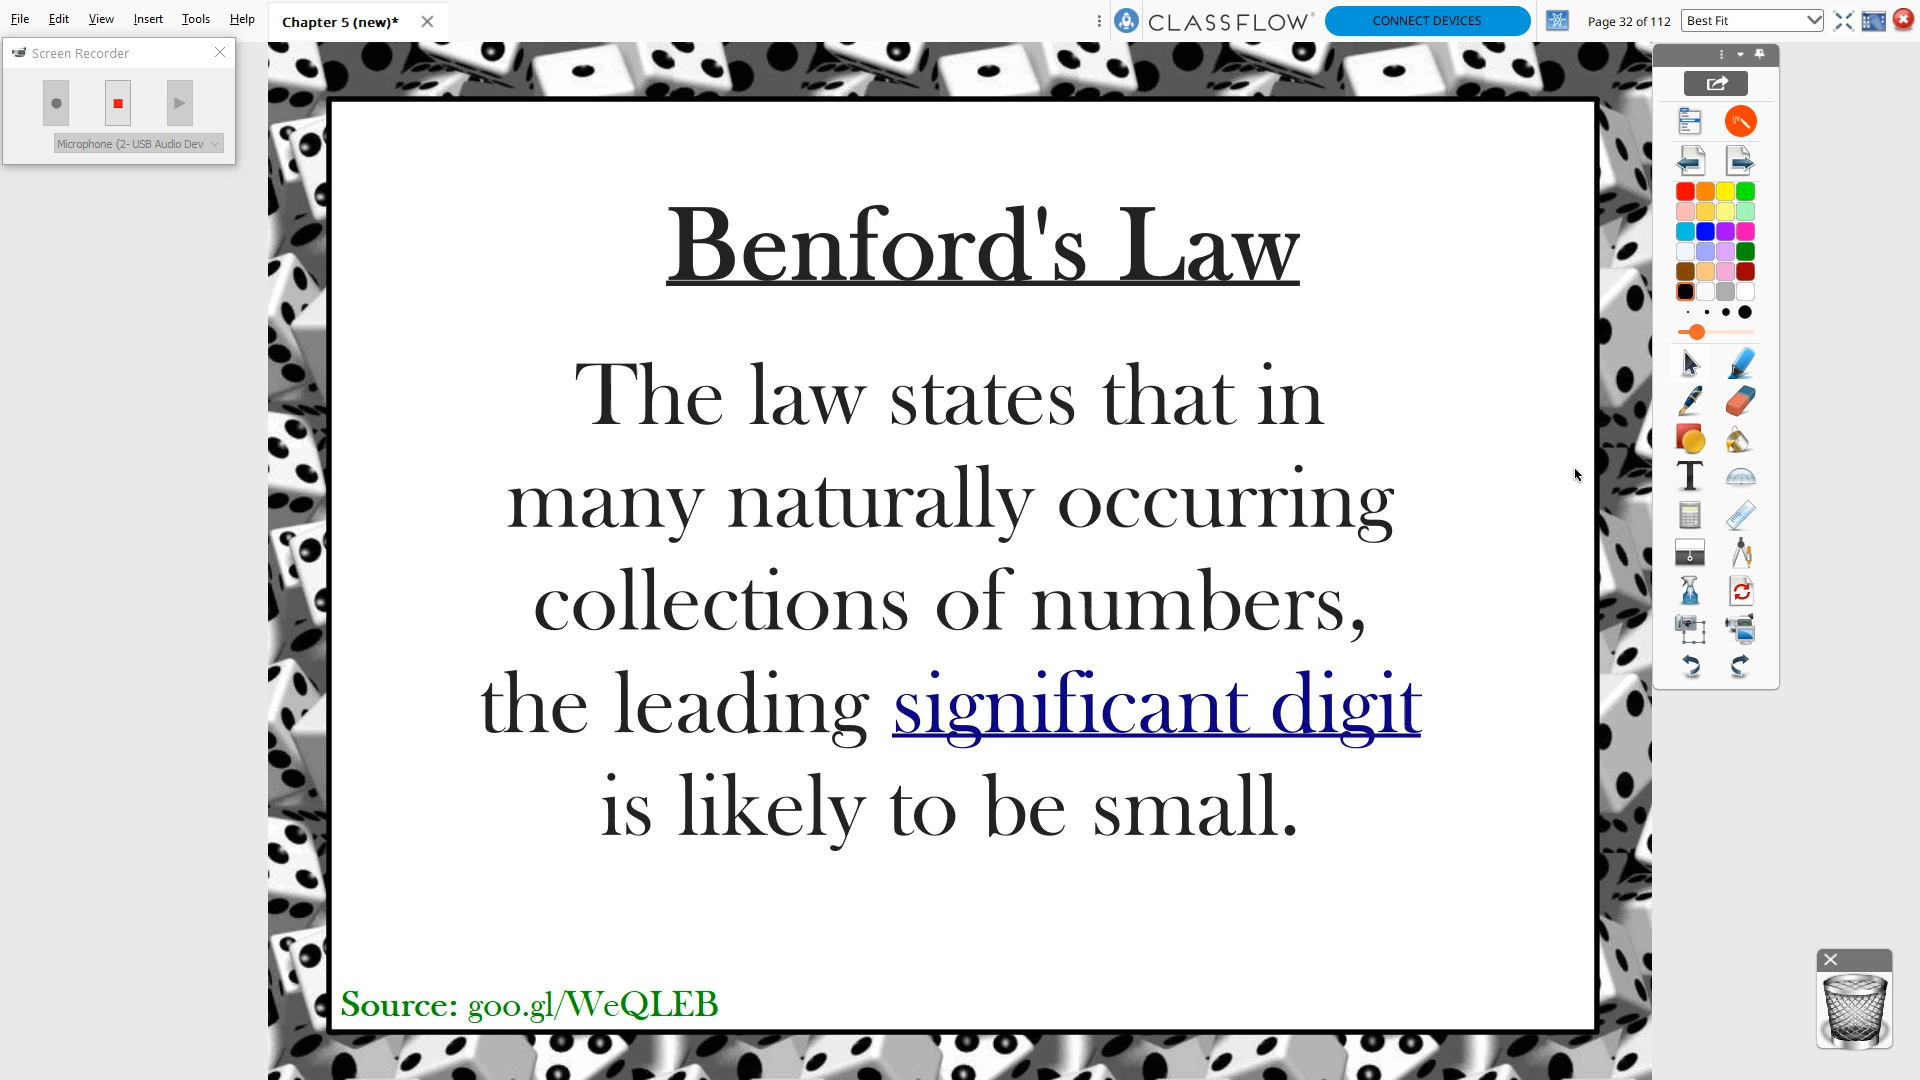 File Edit View Insert Tools Help
Chapter 5 (new)*
CLASSFLOW
CONNECT DEVICES
Page 32 of 112
Best Fit
Screen Recorder
Microphone (2- USB Audio Dev
Benford's Law
The law states that in
many naturally occurring
collections of numbers,
the leading significant digit
is likely to be small.
Source: goo.gl/WeQLEB